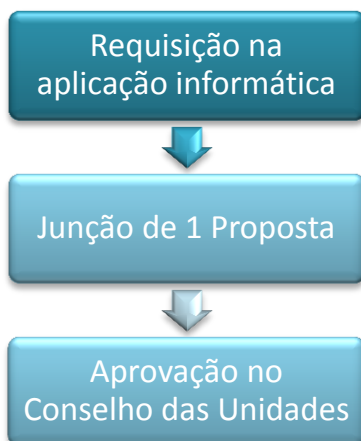 Requisição na
aplicação informática
Junção de 1 Proposta
Aprovação no
Conselho das Unidades